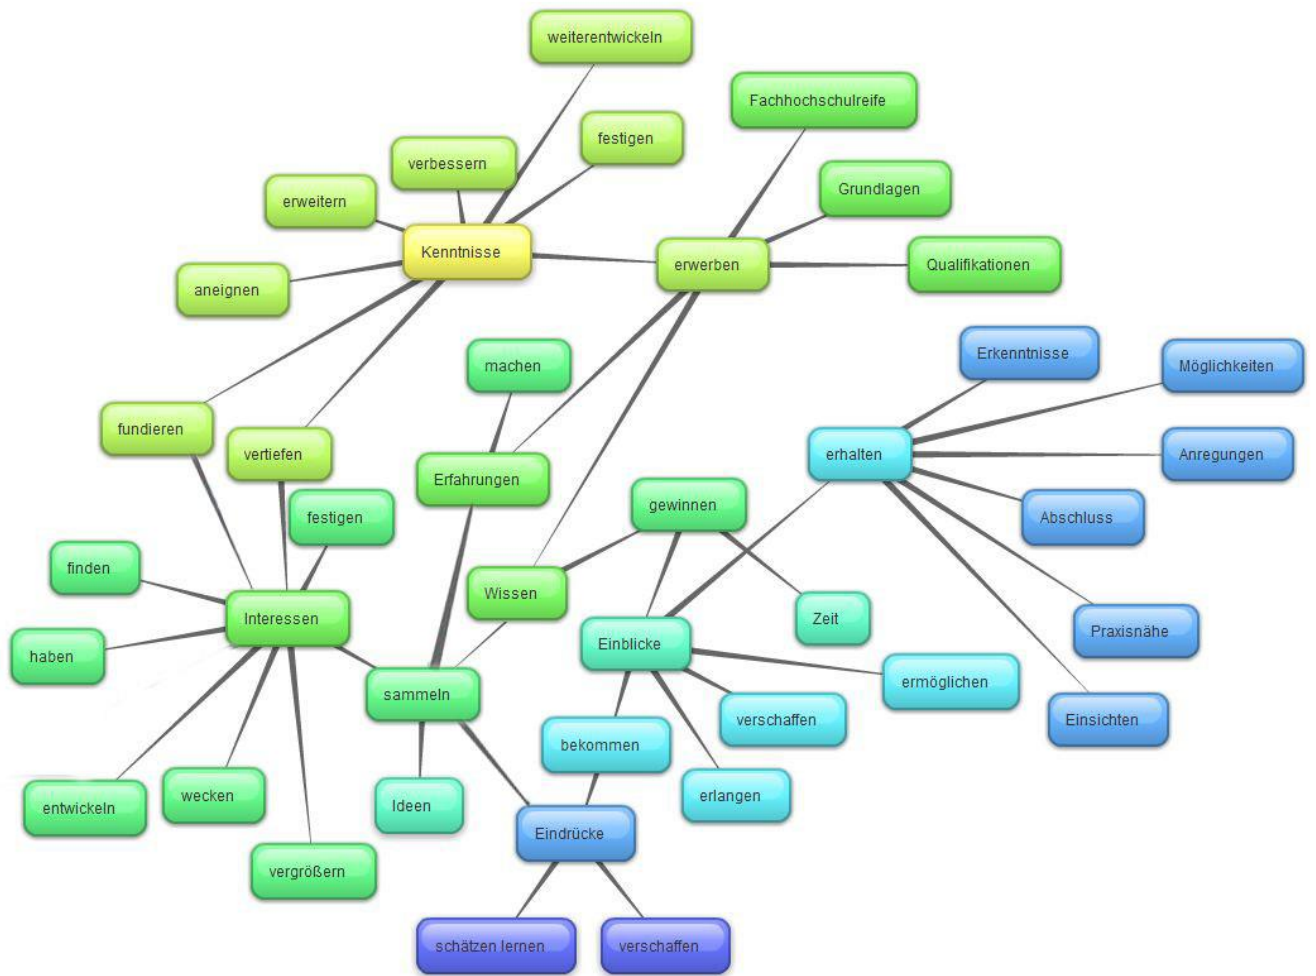 weiterentwickeln
Fachhochschulreife
festigen
verbessern
Grundlagen
erweitern
Kenntnisse
erwerben
Qualifikationen
aneignen
machen
Erkenntnisse
Möglichkeiten
fundieren
vertiefen
erhalten
Anregungen
Erfahrungen
festigen
gewinnen
Abschluss
finden
Wissen
Interessen
Zeit
Einblicke
Praxisnähe
haben
sammeln
ermöglichen
verschaffen
Einsichten
bekommen
entwickeln
wecken
Ideen
erlangen
Eindrücke
vergrößern
schätzen lernen
verschaffen